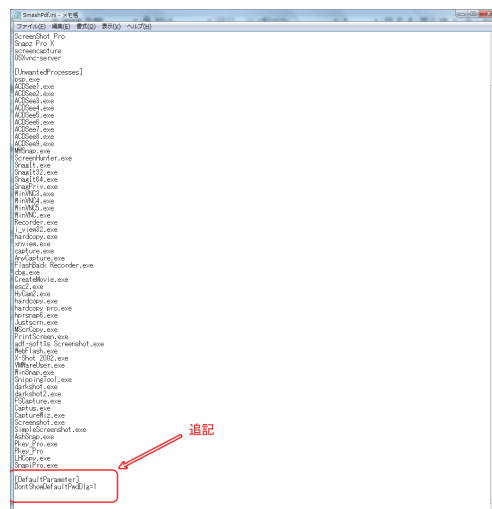 SmashPdf.ini - メモ帳
ファイル(F) 編集(E) 書式(O) 表示(V) ヘルプ(H)
ScreenShot Pro
Snapz Pro X
screencapture
OSXvnc-server
[UnwantedProcesses]
psp.exe
ACDSee1.exe
ACDSee2.exe
ACDSee3.exe
ACDSee4.exe
ACDSee5.exe
ACDSee6.exe
ACDSee7.exe
ACDSee8.exe
ACDSee9.exe
MWSnap.exe
ScreenHunter.exe
SnagIt.exe
SnagIt32.exe
SnagIt64.exe
SnagPriv.exe
WinVNC3.exe
WinVNC4.exe
WinVNC5.exe
WinVNC.exe
Recorder.exe
i_view32.exe
hardcopy.exe
xnview.exe
capture.exe
AnyCapture.exe
FlashBack Recorder.exe
cbg.exe
CreateMovie.exe
esc2.exe
HyCam2.exe
hardcopy.exe
hardcopy pro.exe
hprsnap6.exe
Justscrn.exe
MScrCopy.exe
PrintScreen.exe
adf-soft's Screenshot.exe
WebFlash.exe
X-Shot 2002.exe
VMWareUser.exe
WinSnap.exe
SnippingTool.exe
darkshot.exe
darkshot2.exe
FSCapture.exe
Captus.exe
CaptureWiz.exe
Screenshot.exe
SimpleScreenshot.exe
AshSnap.exe
Pkey_Pro.exe
Pkey_Pro
LHCopy.exe
SnapiPro.exe
追記
[DefaultParameter]
DontShowDefaultPwdDlg=1